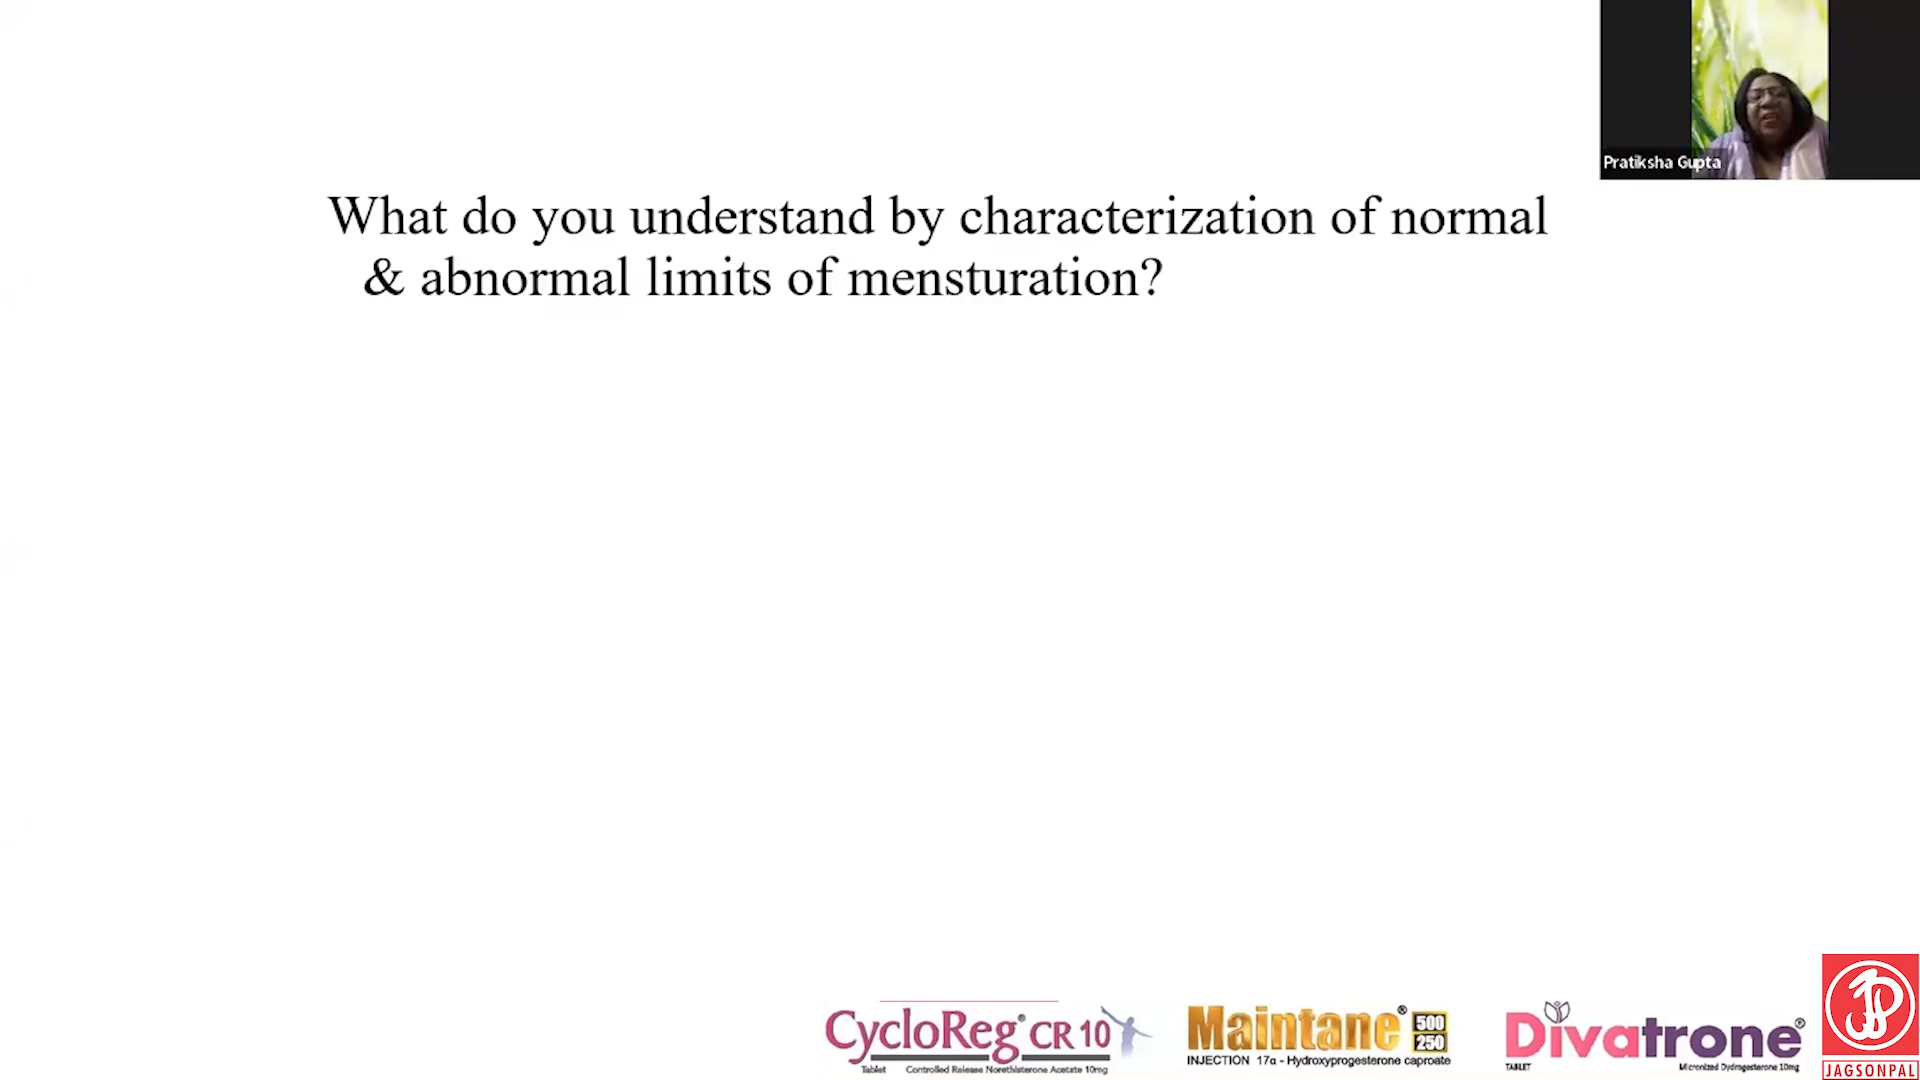 Pratiksha Gupta
What do you understand by characterization of normal
& abnormal limits of mensturation?
CycloReg® CR 10
Tablet Controlled Release Norethisterone Acetate 10mg
Maintane® 500 250
INJECTION 17α - Hydroxyprogesterone caproate
Divatrone®
TABLET Micronized Dydrogesterone 10mg
JAGSONPAL